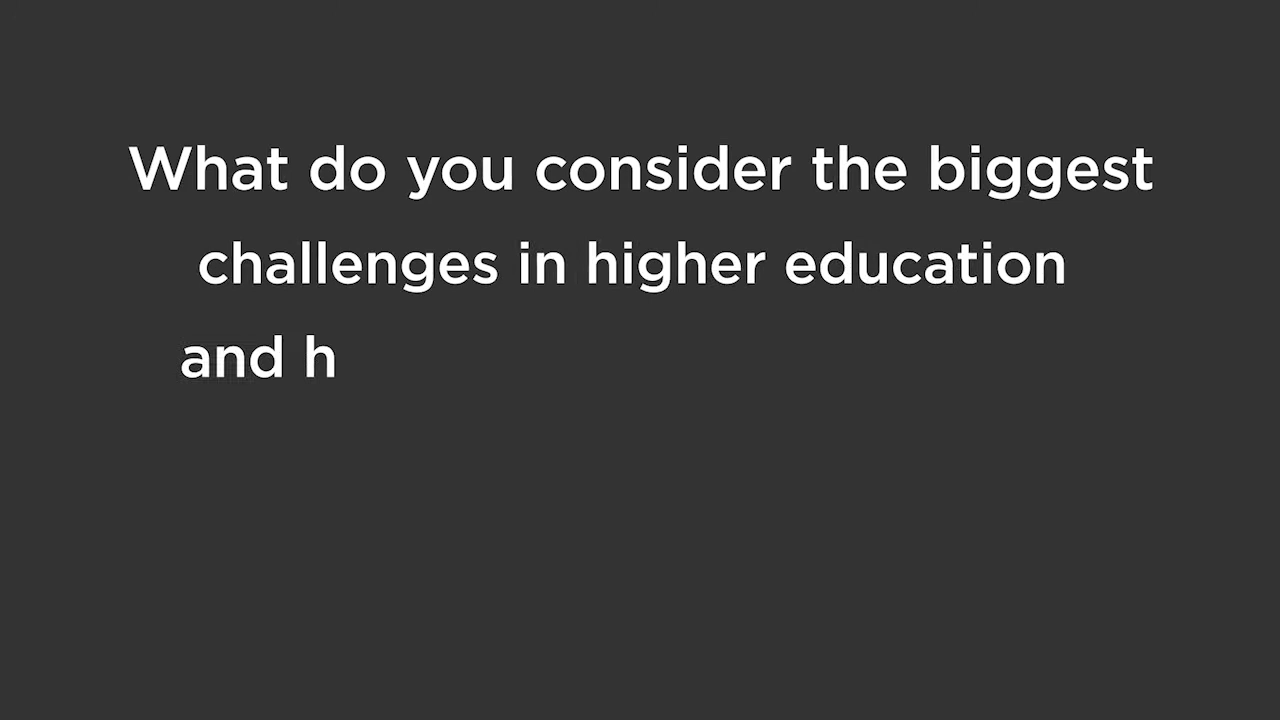 What do you consider the biggest
challenges in higher education
and h